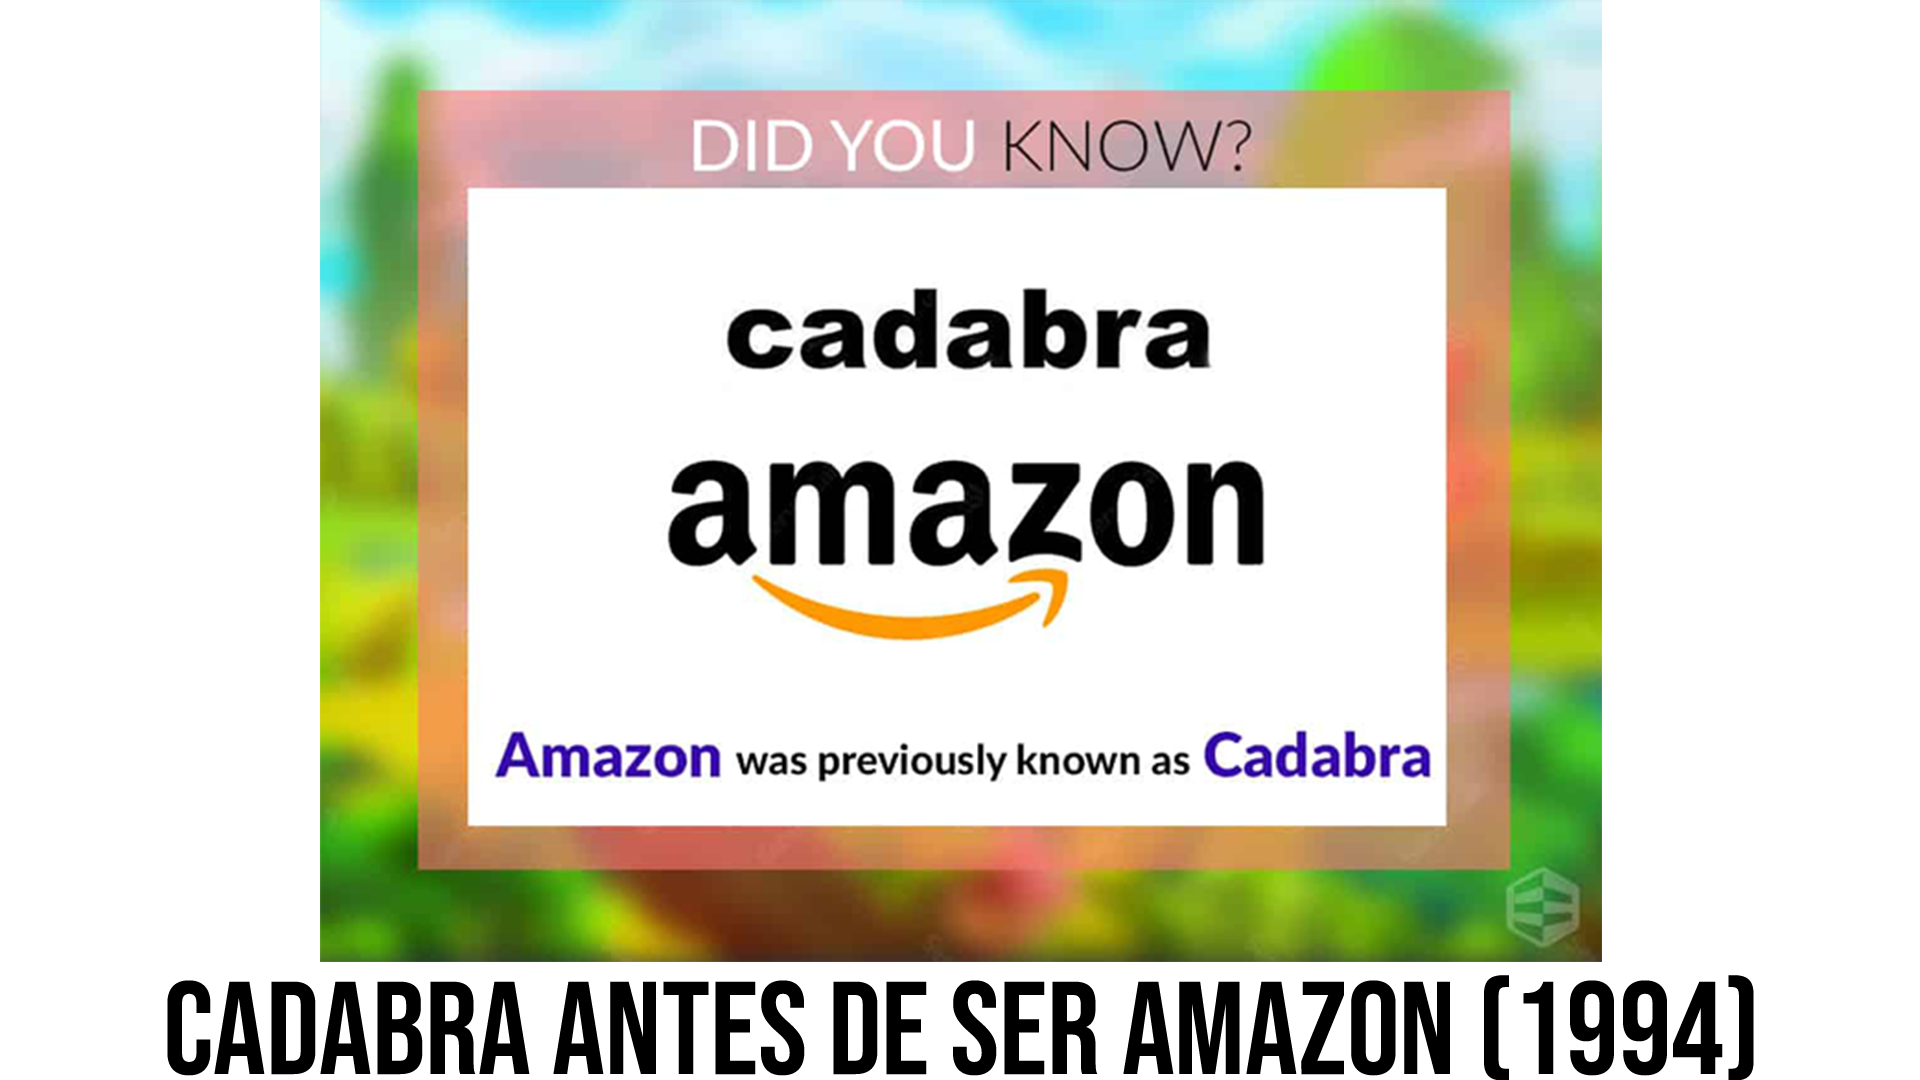 DID YOU KNOW?
cadabra
amazon
Amazon was previously known as Cadabra
CADABRA ANTES DE SER AMAZON (1994)